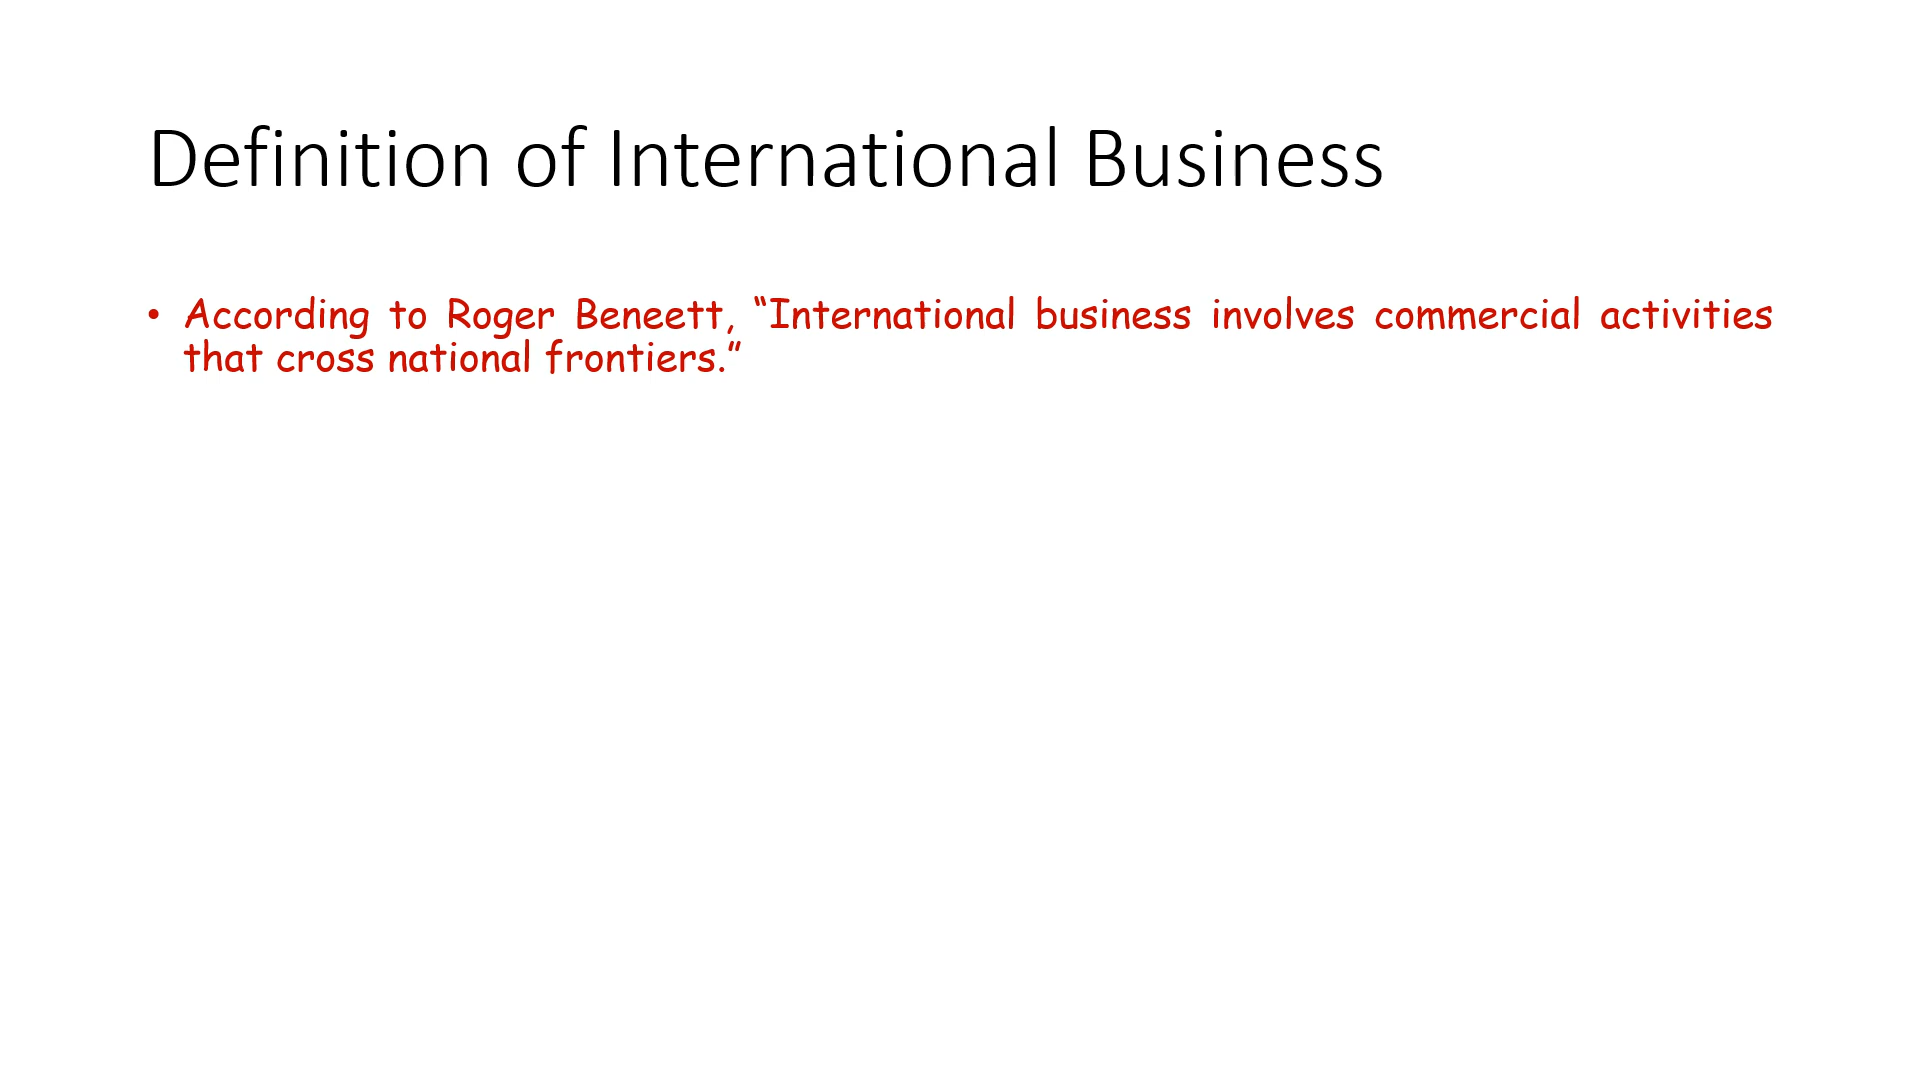 Definition of International Business
• According to Roger Beneett, “International business involves commercial activities
that cross national frontiers.”